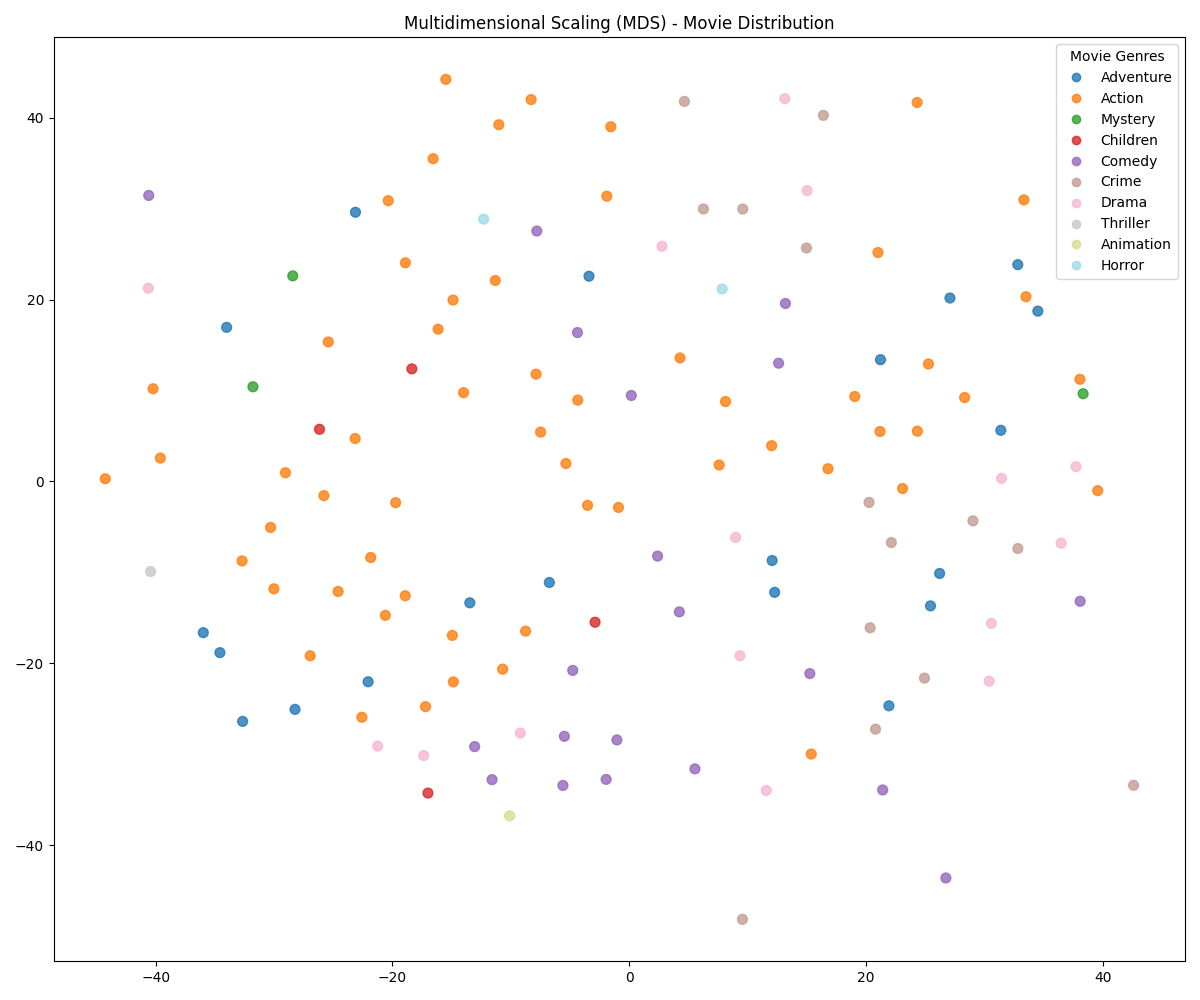 Multidimensional Scaling (MDS) - Movie Distribution
Movie Genres
Adventure
Action
Mystery
Children
Comedy
Crime
Drama
Thriller
Animation
Horror
40
20
0
−20
−40
−40
−20
0
20
40